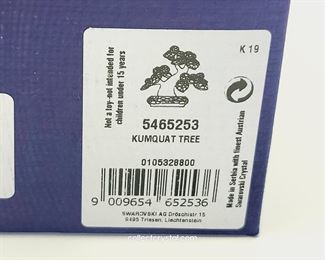 Not a toy-not intended for
children under 15 years
K 19
5465253
KUMQUAT TREE
0105328800
Made in Serbia with finest Austrian
Swarovski Crystal
9 009654 652536
SWAROVSKI AG Dröschistr. 15
9495 Triesen, Liechtenstein